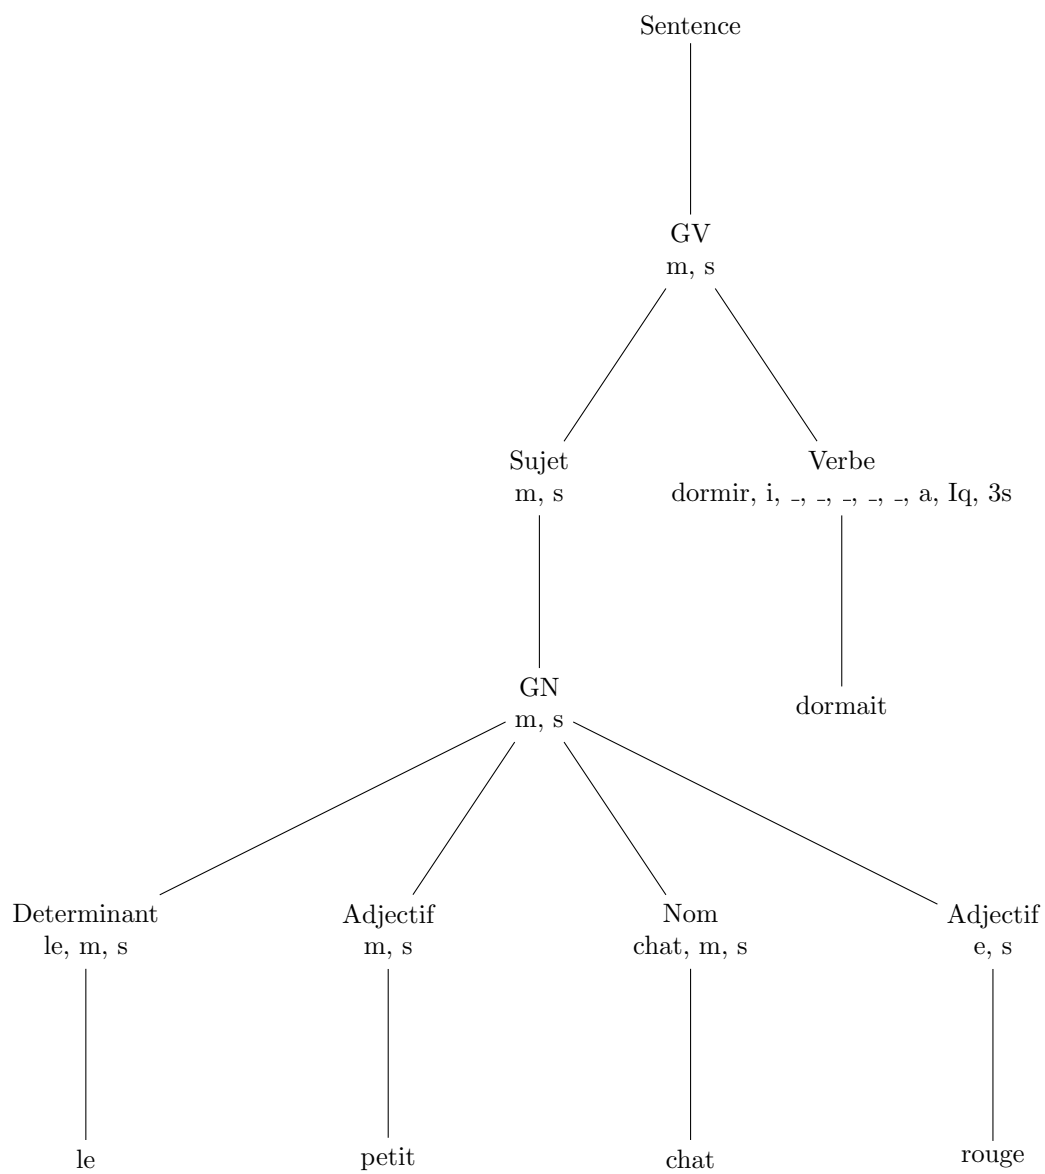 Sentence
GV
m, s
Sujet
m, s
Verbe
dormir, i, _, _, _, _, _, a, Iq, 3s
GN
m, s
dormait
Determinant
le, m, s
Adjectif
m, s
Nom
chat, m, s
Adjectif
e, s
le
petit
chat
rouge